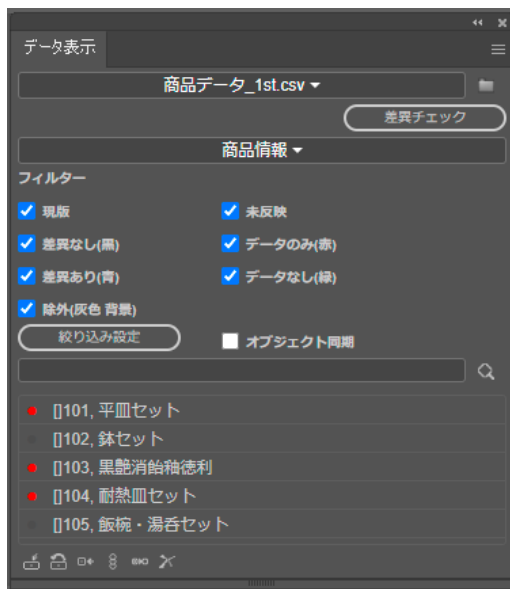 データ表示
商品データ_1st.csv
差異チェック
商品情報
フィルター
現版 未反映
差異なし(黒) データのみ(赤)
差異あり(青) データなし(緑)
除外(灰色 背景)
絞り込み設定 オブジェクト同期
[]101, 平皿セット
[]102, 鉢セット
[]103, 黒艶消飴釉徳利
[]104, 耐熱皿セット
[]105, 飯椀・湯呑セット